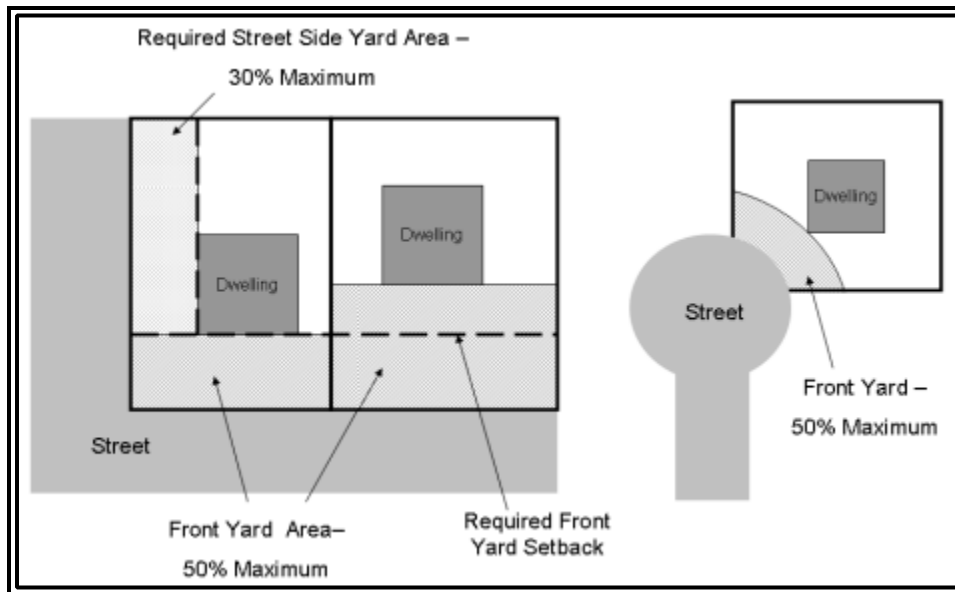 Required Street Side Yard Area –
30% Maximum
Dwelling
Dwelling
Street
Front Yard Area–
50% Maximum
Required Front
Yard Setback
Dwelling
Street
Front Yard –
50% Maximum